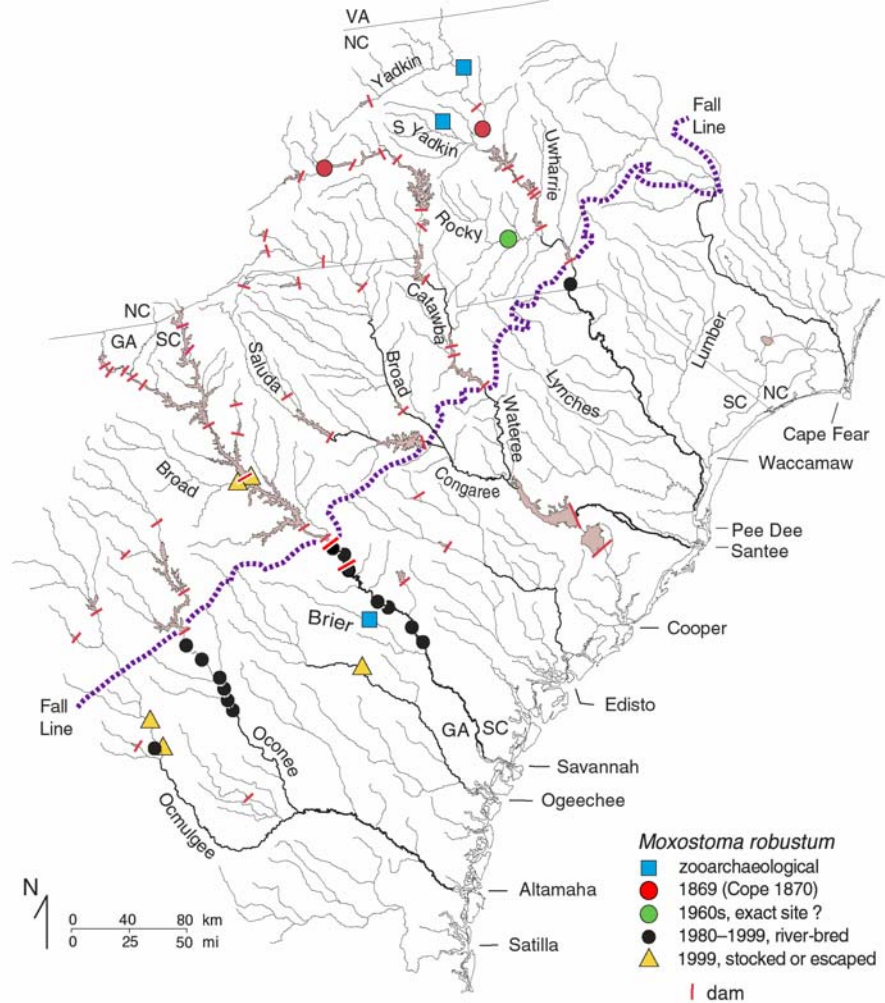 VA
NC
Yadkin
Fall
Line
S Yadkin
Uwharrie
Rocky
NC
GA
SC
Catawba
Saluda
Broad
Lumber
Lynches
SC
NC
Wateree
Cape Fear
Waccamaw
Broad
Congaree
Pee Dee
Santee
Brier
Cooper
Fall
Line
Edisto
Oconee
GA
SC
Savannah
Ogeechee
Ocmulgee
Altamaha
Satilla
N
0 40 80 km
0 25 50 mi
Moxostoma robustum
zooarchaeological
1869 (Cope 1870)
1960s, exact site ?
1980–1999, river-bred
1999, stocked or escaped
dam